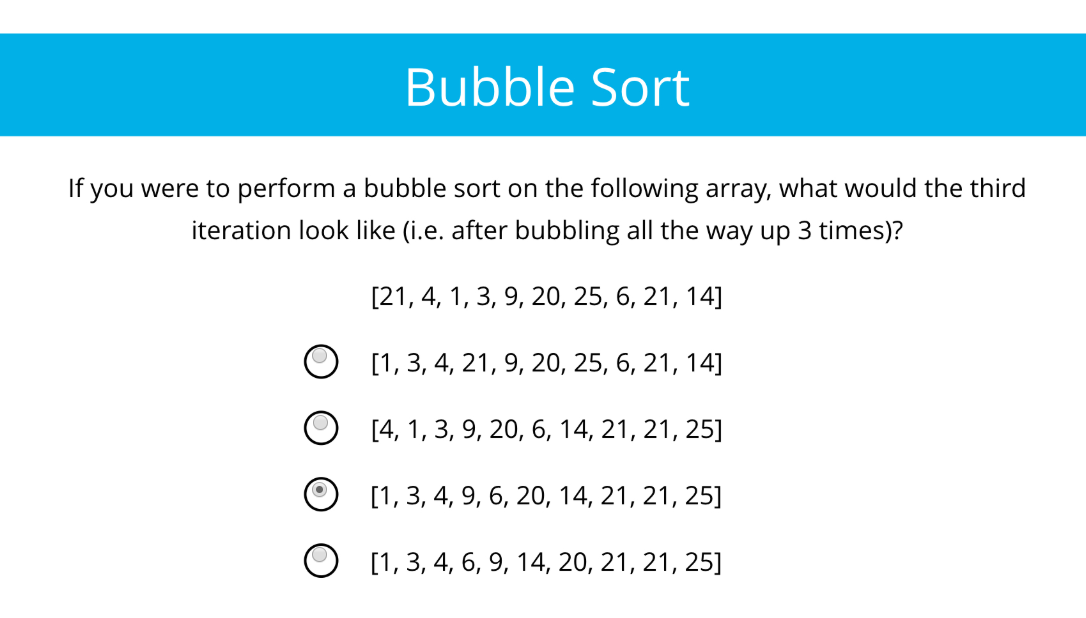 Bubble Sort
If you were to perform a bubble sort on the following array, what would the third
iteration look like (i.e. after bubbling all the way up 3 times)?
[21, 4, 1, 3, 9, 20, 25, 6, 21, 14]
[1, 3, 4, 21, 9, 20, 25, 6, 21, 14]
[4, 1, 3, 9, 20, 6, 14, 21, 21, 25]
[1, 3, 4, 9, 6, 20, 14, 21, 21, 25]
[1, 3, 4, 6, 9, 14, 20, 21, 21, 25]